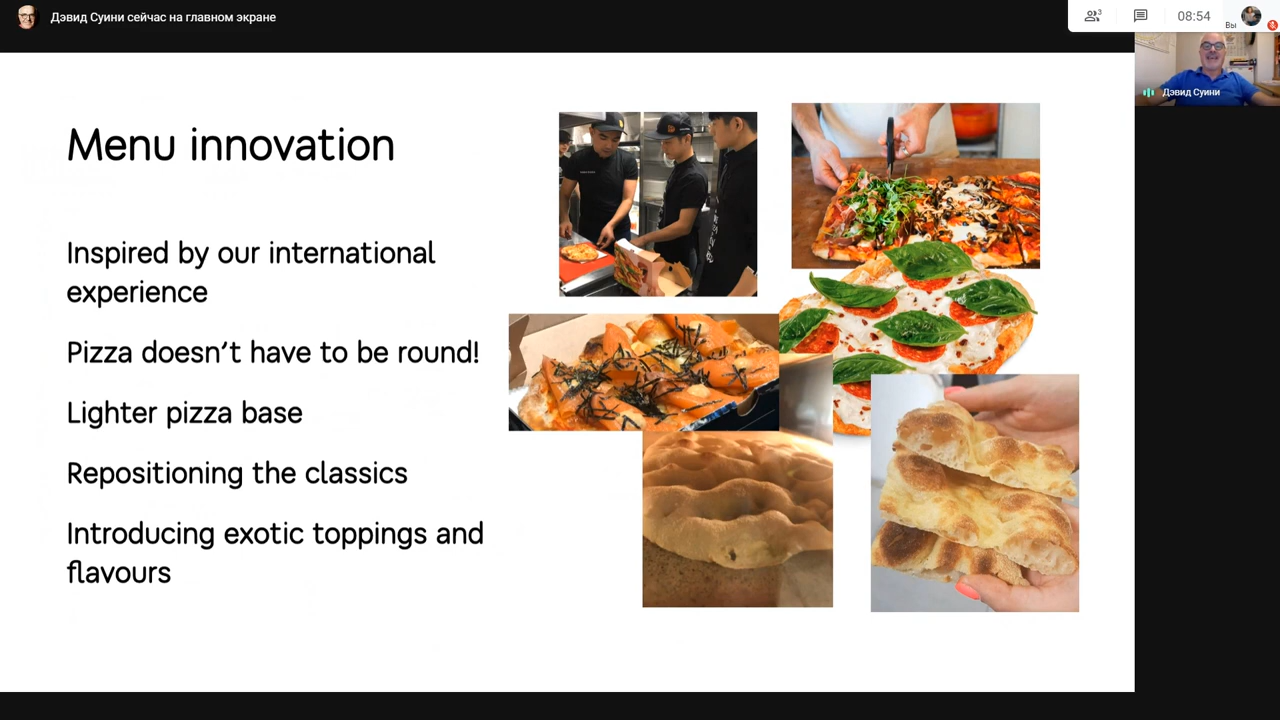 Дэвид Суини сейчас на главном экране
3
08:54
Вы
Дэвид Суини
Menu innovation
Inspired by our international
experience
Pizza doesn’t have to be round!
Lighter pizza base
Repositioning the classics
Introducing exotic toppings and
flavours